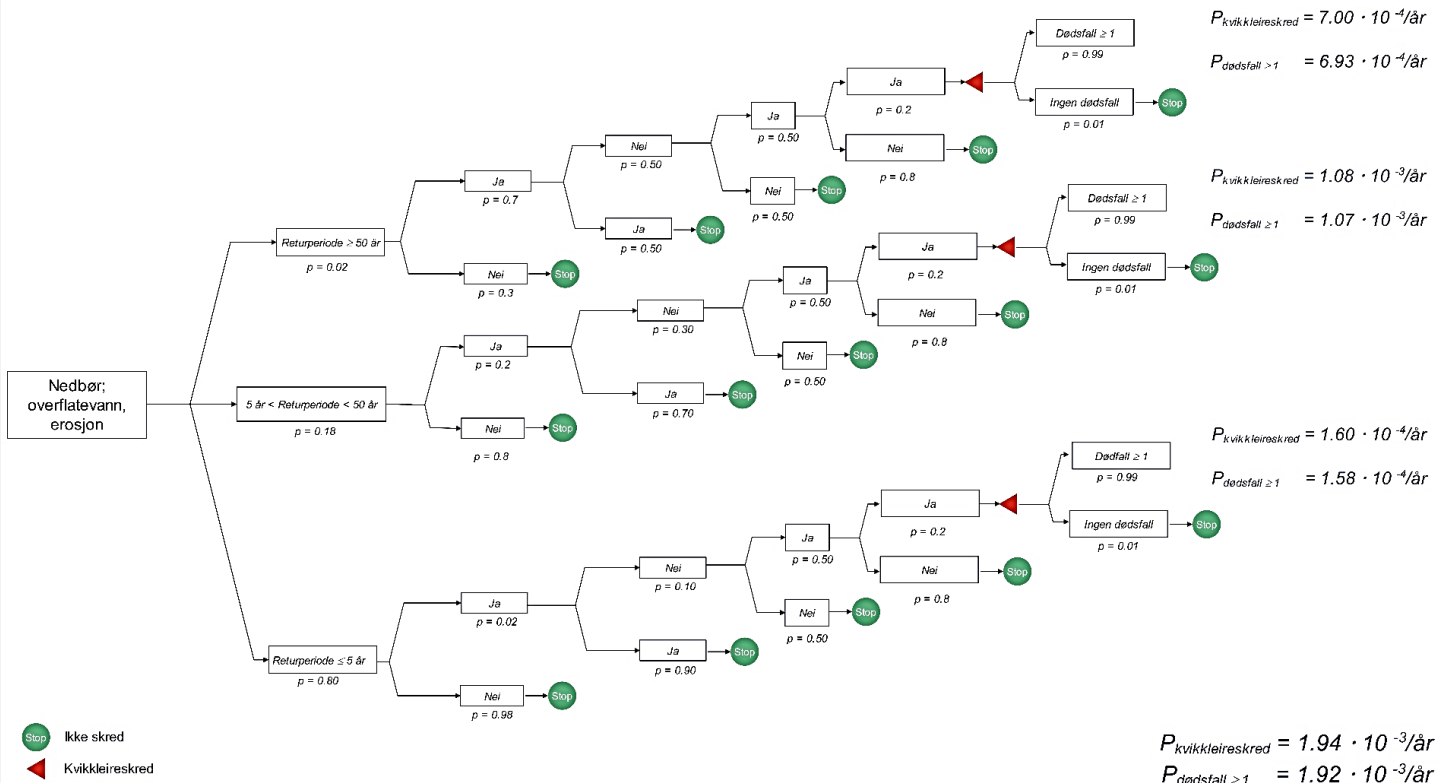 Nedbør;
overflatevann,
erosjon
Returperiode ≥ 50 år
p = 0.02
Ja
p = 0.7
Nei
p = 0.3
Stop
Nei
p = 0.50
Ja
p = 0.50
Stop
Ja
p = 0.50
Nei
p = 0.50
Stop
Ja
p = 0.2
Nei
p = 0.8
Stop
Dødsfall ≥ 1
p = 0.99
Ingen dødsfall
p = 0.01
Stop
P kvikkleireskred = 7.00 · 10 -4/år
P dødsfall ≥1 = 6.93 · 10 -4/år
5 år < Returperiode < 50 år
p = 0.18
Ja
p = 0.2
Nei
p = 0.8
Stop
Nei
p = 0.30
Ja
p = 0.70
Stop
Ja
p = 0.50
Nei
p = 0.50
Stop
Ja
p = 0.2
Nei
p = 0.8
Stop
Dødsfall ≥ 1
p = 0.99
Ingen dødsfall
p = 0.01
Stop
P kvikkleireskred = 1.08 · 10 -3/år
P dødsfall ≥ 1 = 1.07 · 10 -3/år
Returperiode ≤ 5 år
p = 0.80
Ja
p = 0.02
Nei
p = 0.98
Stop
Nei
p = 0.10
Ja
p = 0.90
Stop
Ja
p = 0.50
Nei
p = 0.50
Stop
Ja
p = 0.2
Nei
p = 0.8
Stop
Dødfall ≥ 1
p = 0.99
Ingen dødsfall
p = 0.01
Stop
P kvikkleireskred = 1.60 · 10 -4/år
P dødsfall ≥ 1 = 1.58 · 10 -4/år
Stop Ikke skred
Kvikkleireskred
P kvikkleireskred = 1.94 · 10 -3/år
P dødsfall ≥1 = 1.92 · 10 -3/år